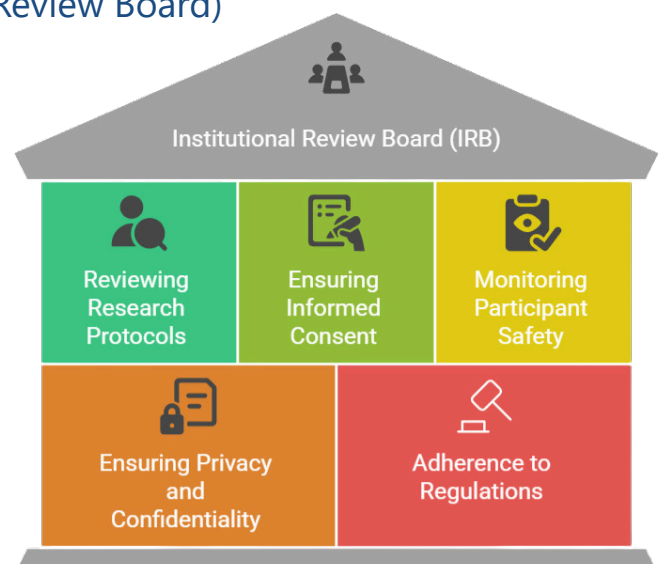 Review Board)
Institutional Review Board (IRB)
Reviewing
Research
Protocols
Ensuring
Informed
Consent
Monitoring
Participant
Safety
Ensuring Privacy
and
Confidentiality
Adherence to
Regulations